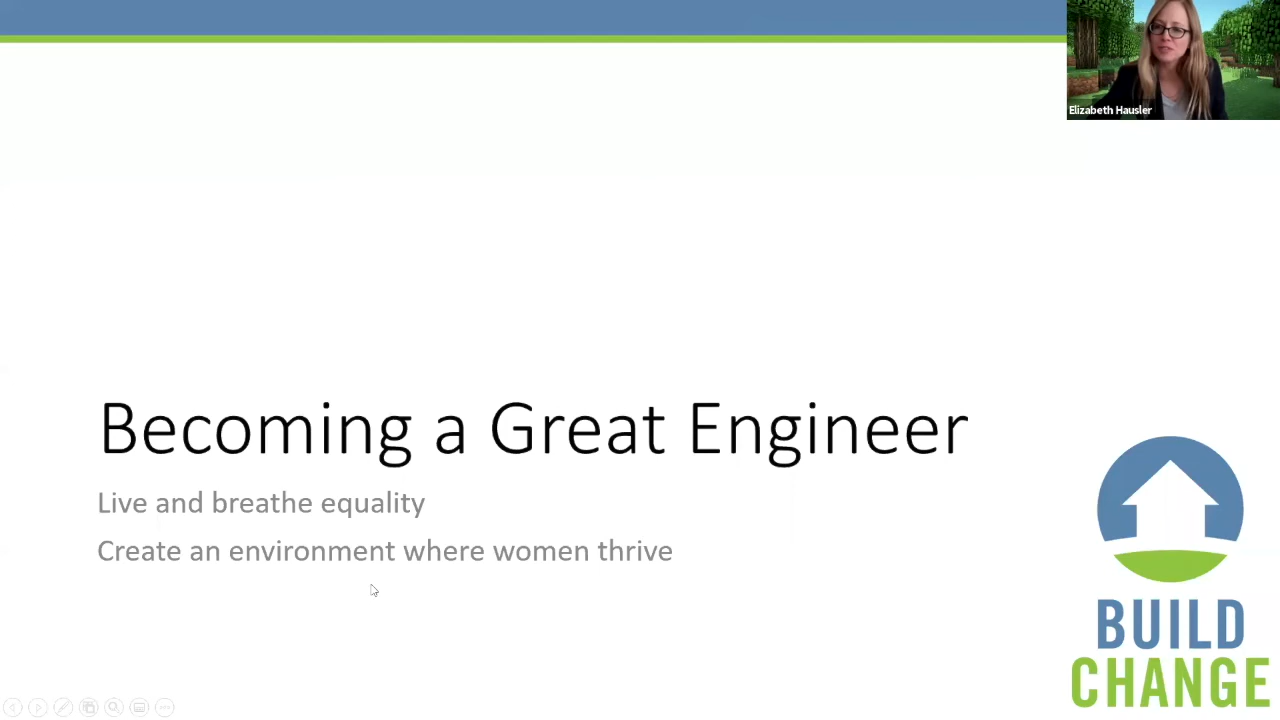 Elizabeth Hausler
Becoming a Great Engineer
Live and breathe equality
Create an environment where women thrive
BUILD
CHANGE